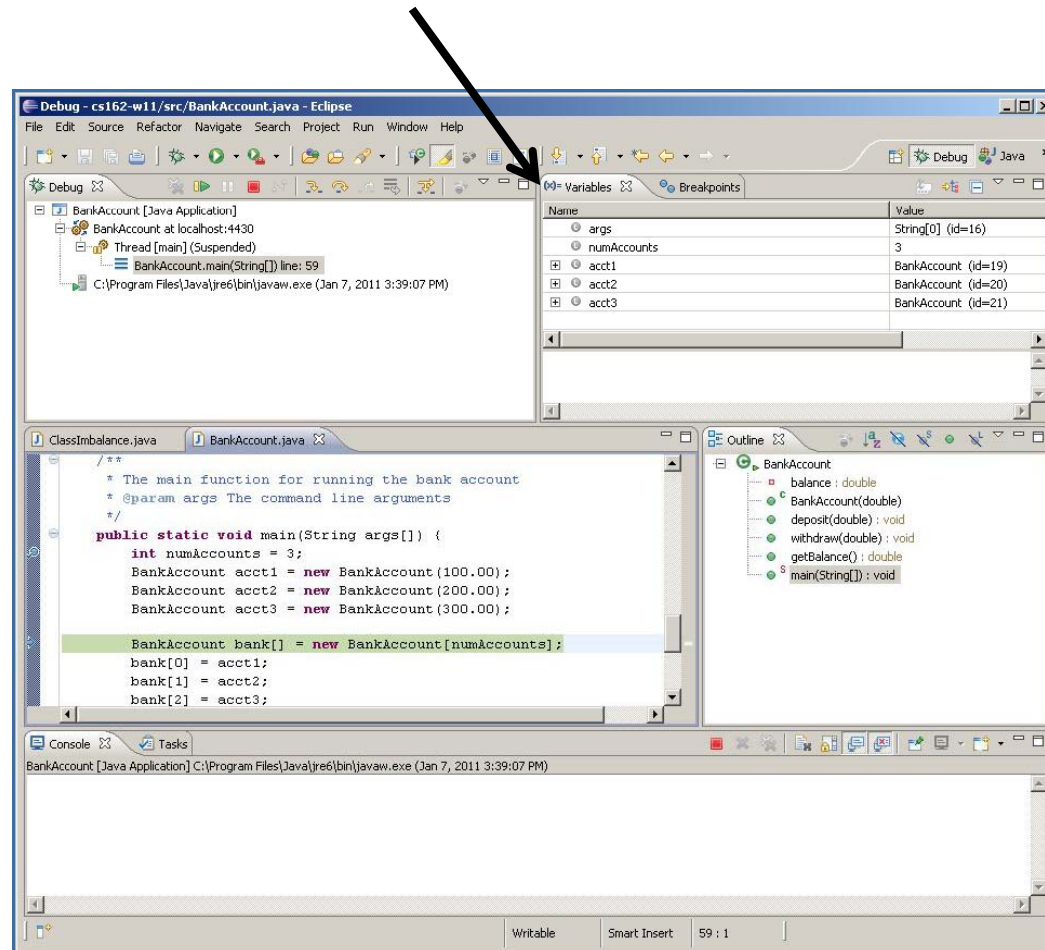 Debug - cs162-w11/src/BankAccount.java - Eclipse
File Edit Source Refactor Navigate Search Project Run Window Help
Debug Java
Debug
BankAccount [Java Application]
BankAccount at localhost:4430
Thread [main] (Suspended)
BankAccount.main(String[]) line: 59
C:\Program Files\Java\jre6\bin\javaw.exe (Jan 7, 2011 3:39:07 PM)
(x)= Variables Breakpoints
Name Value
args String[0] (id=16)
numAccounts 3
acct1 BankAccount (id=19)
acct2 BankAccount (id=20)
acct3 BankAccount (id=21)
ClassImbalance.java BankAccount.java
/**
* The main function for running the bank account
* @param args The command line arguments
*/
public static void main(String args[]) {
int numAccounts = 3;
BankAccount acct1 = new BankAccount(100.00);
BankAccount acct2 = new BankAccount(200.00);
BankAccount acct3 = new BankAccount(300.00);
BankAccount bank[] = new BankAccount[numAccounts];
bank[0] = acct1;
bank[1] = acct2;
bank[2] = acct3;
Outline
BankAccount
balance : double
BankAccount(double)
deposit(double) : void
withdraw(double) : void
getBalance() : double
main(String[]) : void
Console Tasks
BankAccount [Java Application] C:\Program Files\Java\jre6\bin\javaw.exe (Jan 7, 2011 3:39:07 PM)
Writable Smart Insert 59 : 1